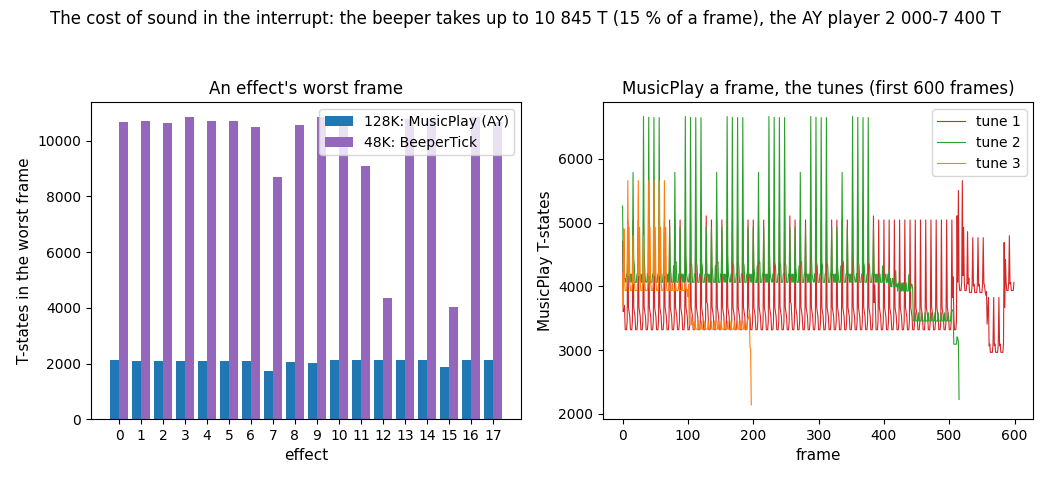 The cost of sound in the interrupt: the beeper takes up to 10 845 T (15 % of a frame), the AY player 2 000-7 400 T
An effect's worst frame
T-states in the worst frame
10000
8000
6000
4000
2000
0
128K: MusicPlay (AY)
48K: BeeperTick
0 1 2 3 4 5 6 7 8 9 10 11 12 13 14 15 16 17
effect
MusicPlay a frame, the tunes (first 600 frames)
MusicPlay T-states
6000
5000
4000
3000
2000
tune 1
tune 2
tune 3
0 100 200 300 400 500 600
frame